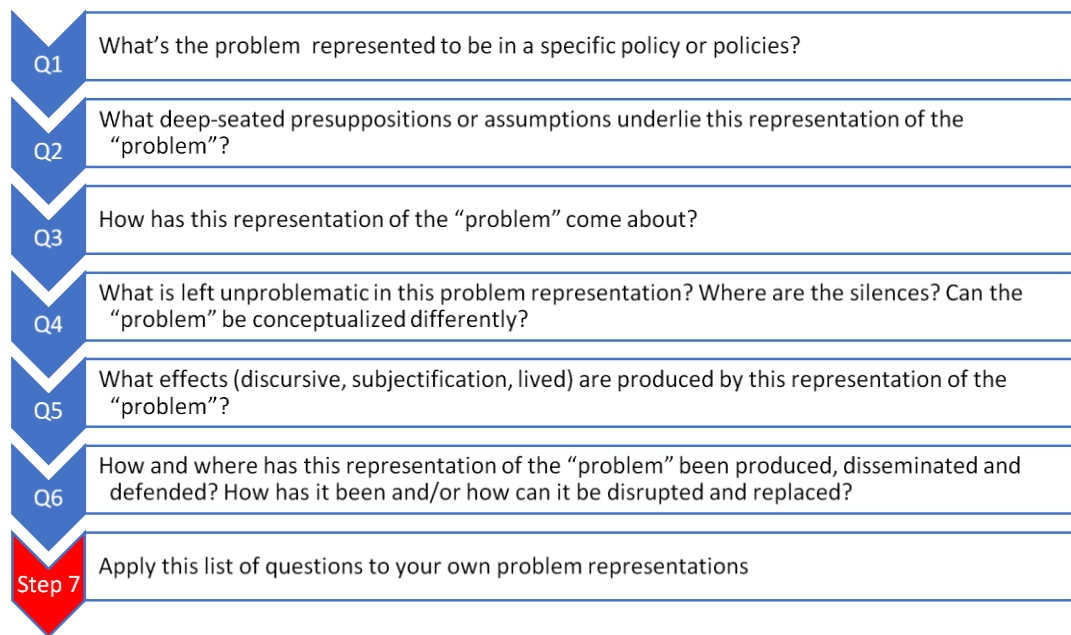 Q1
What’s the problem represented to be in a specific policy or policies?
Q2
What deep-seated presuppositions or assumptions underlie this representation of the
“problem”?
Q3
How has this representation of the “problem” come about?
Q4
What is left unproblematic in this problem representation? Where are the silences? Can the
“problem” be conceptualized differently?
Q5
What effects (discursive, subjectification, lived) are produced by this representation of the
“problem”?
Q6
How and where has this representation of the “problem” been produced, disseminated and
defended? How has it been and/or how can it be disrupted and replaced?
Step 7
Apply this list of questions to your own problem representations